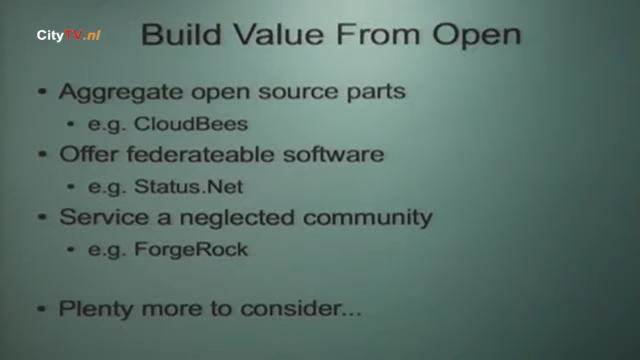 CityTV.nl
Build Value From Open
• Aggregate open source parts
• e.g. CloudBees
• Offer federateable software
• e.g. Status.Net
• Service a neglected community
• e.g. ForgeRock
• Plenty more to consider...